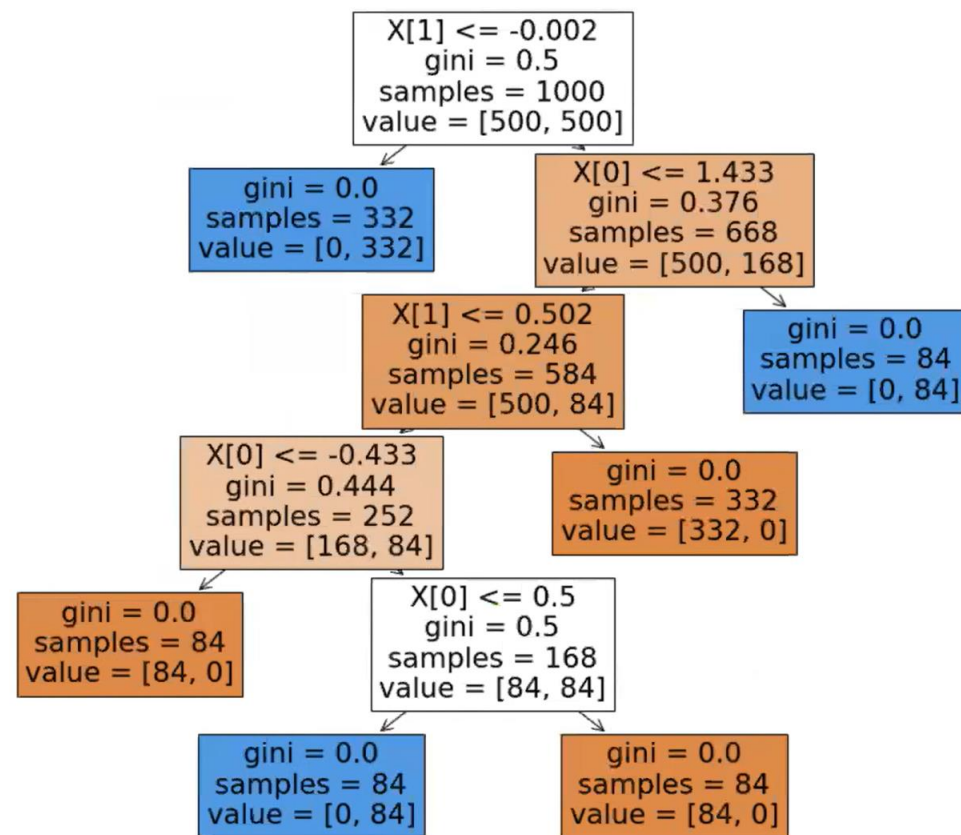 X[1] <= -0.002
gini = 0.5
samples = 1000
value = [500, 500]
gini = 0.0
samples = 332
value = [0, 332]
X[0] <= 1.433
gini = 0.376
samples = 668
value = [500, 168]
X[1] <= 0.502
gini = 0.246
samples = 584
value = [500, 84]
gini = 0.0
samples = 84
value = [0, 84]
X[0] <= -0.433
gini = 0.444
samples = 252
value = [168, 84]
gini = 0.0
samples = 332
value = [332, 0]
gini = 0.0
samples = 84
value = [84, 0]
X[0] <= 0.5
gini = 0.5
samples = 168
value = [84, 84]
gini = 0.0
samples = 84
value = [0, 84]
gini = 0.0
samples = 84
value = [84, 0]